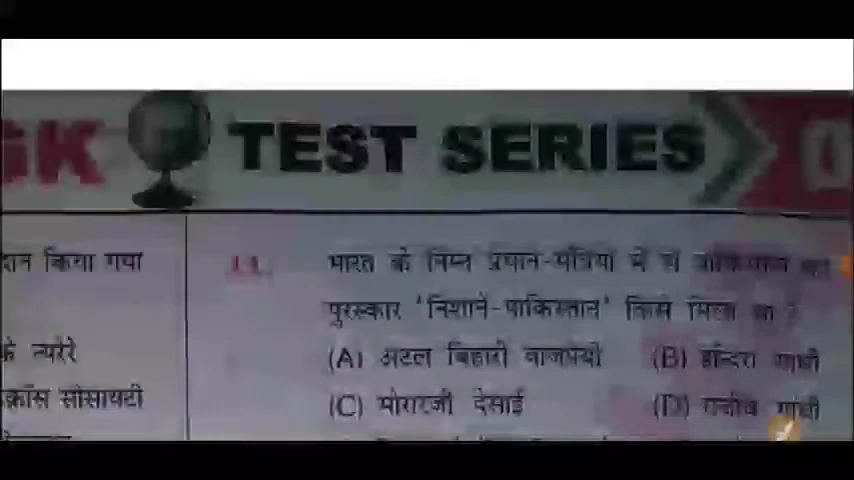 GK TEST SERIES
दान किया गया
के न्यरेरे
क्रॉस सोसायटी
भारत के निम्न प्रधान-मंत्रियों में से पाकिस्तान का
पुरस्कार 'निशाने-पाकिस्तान' किसे मिला था ?
(A) अटल बिहारी वाजपेयी (B) इन्दिरा गांधी
(C) मोरारजी देसाई (D) राजीव गांधी